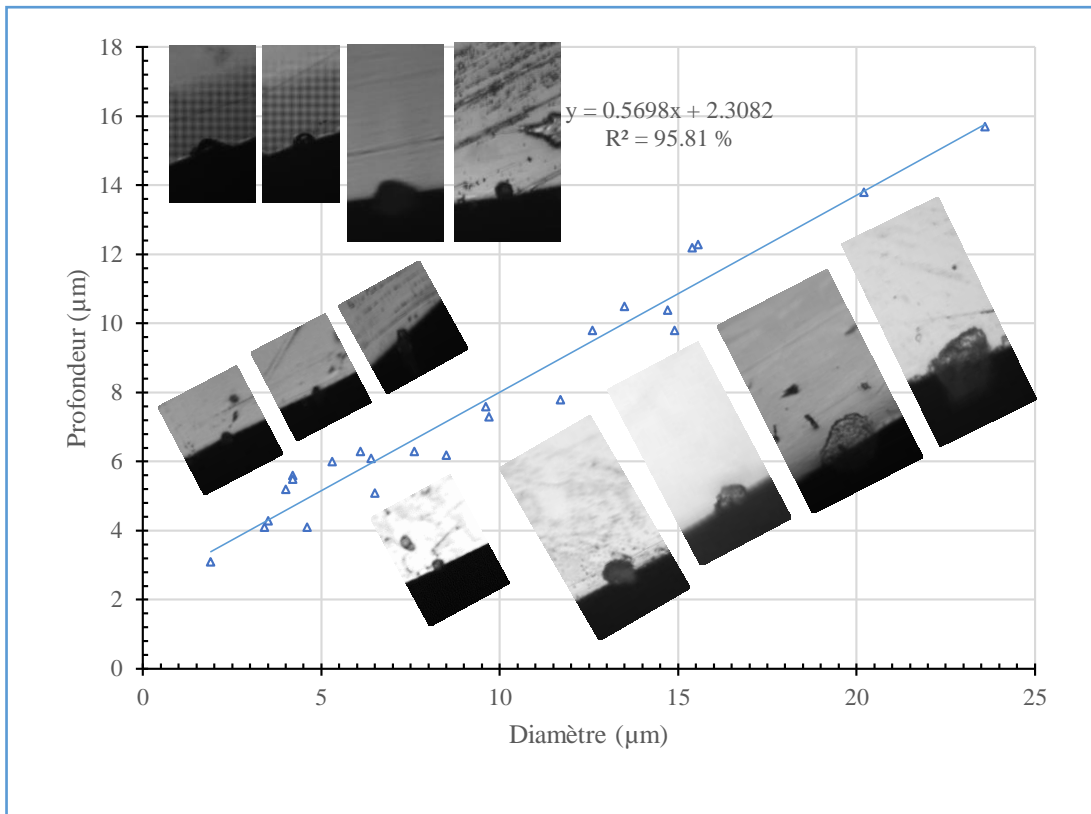 y = 0.5698x + 2.3082
R² = 95.81 %
Profondeur (µm)
18
16
14
12
10
8
6
4
2
0
0 5 10 15 20 25
Diamètre (µm)